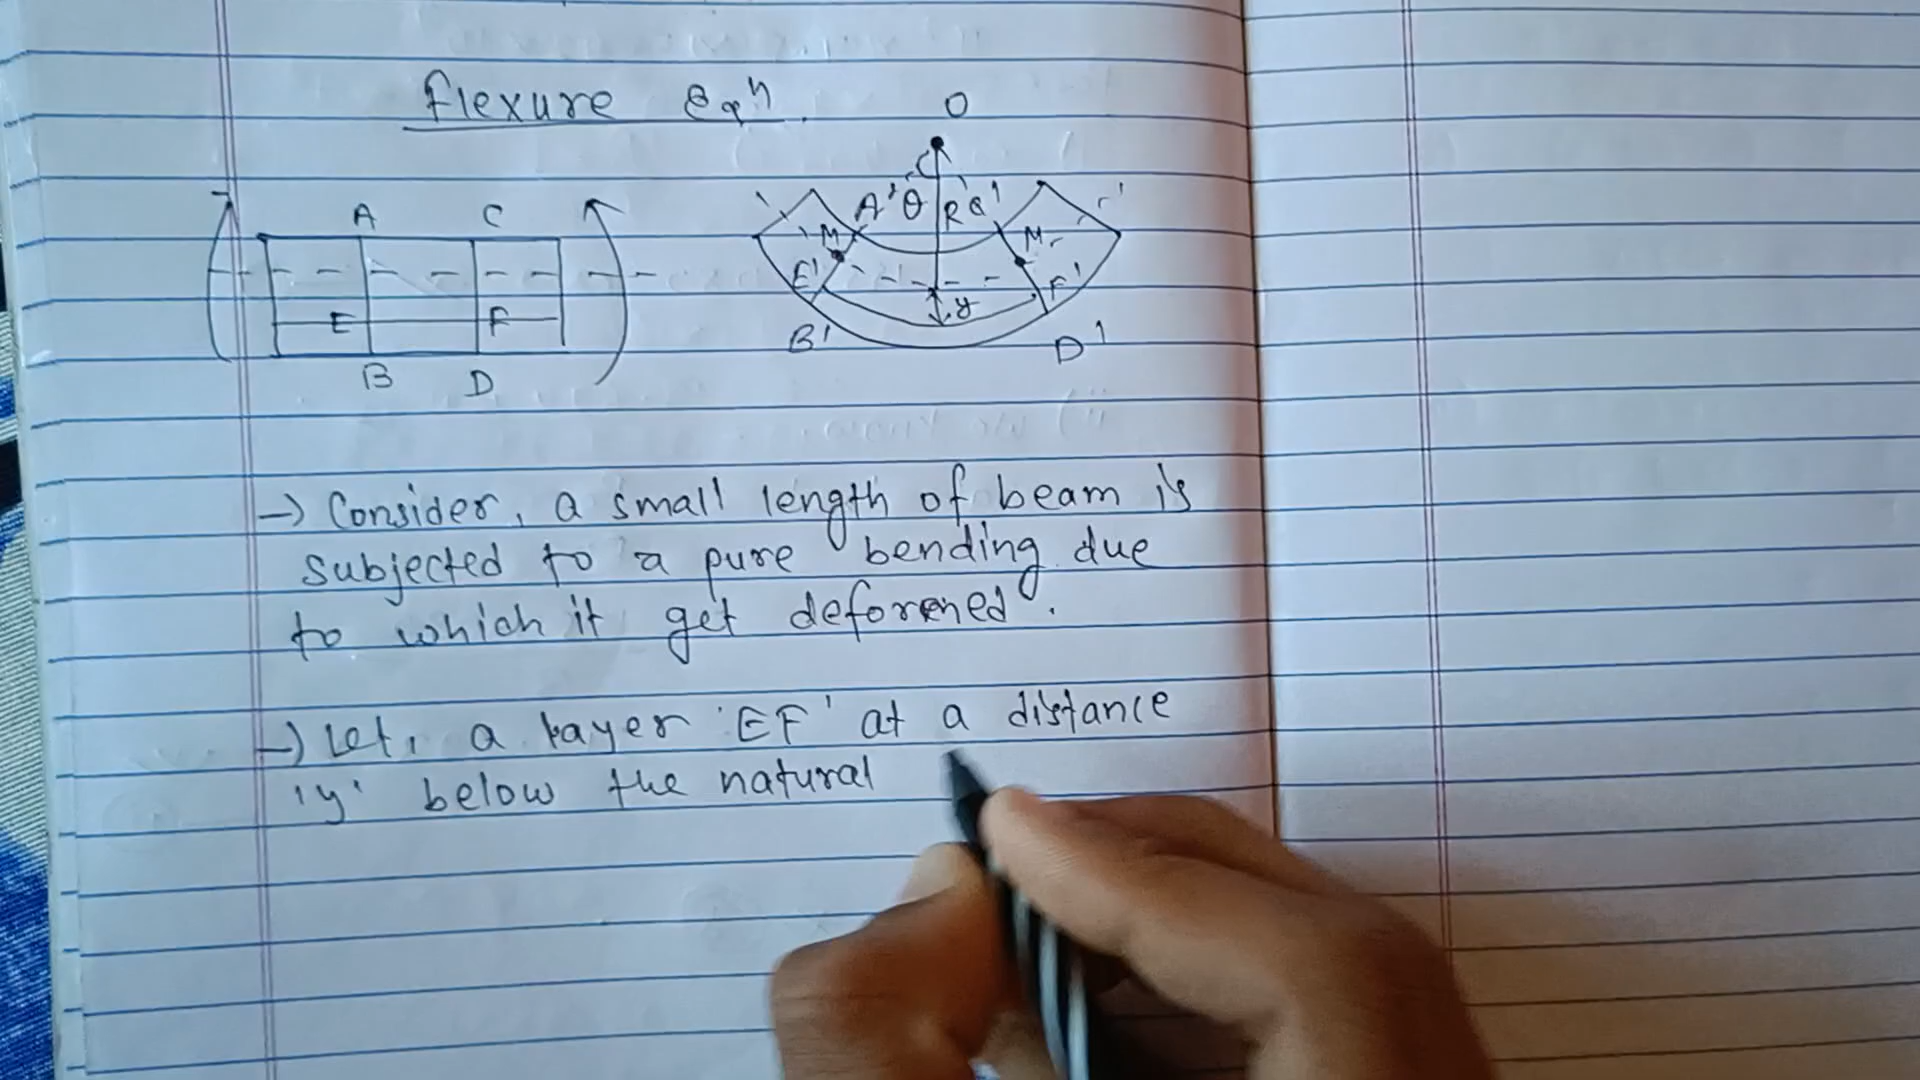 flexure eqn.
O
A C
A' θ R C'
M M
E' F'
E F
y
B' D'
B D
→ Consider, a small length of beam is
subjected to a pure bending due
to which it get deformed.
→ Let, a layer 'EF' at a distance
'y' below the natural